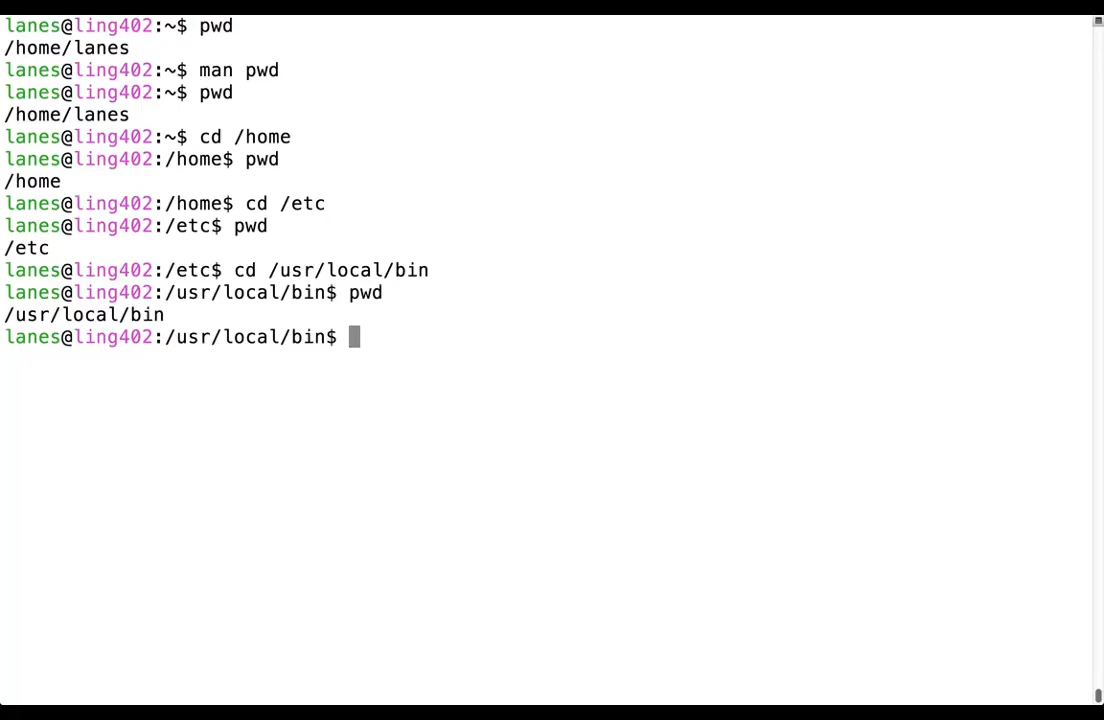 lanes@ling402:~$ pwd
/home/lanes
lanes@ling402:~$ man pwd
lanes@ling402:~$ pwd
/home/lanes
lanes@ling402:~$ cd /home
lanes@ling402:/home$ pwd
/home
lanes@ling402:/home$ cd /etc
lanes@ling402:/etc$ pwd
/etc
lanes@ling402:/etc$ cd /usr/local/bin
lanes@ling402:/usr/local/bin$ pwd
/usr/local/bin
lanes@ling402:/usr/local/bin$